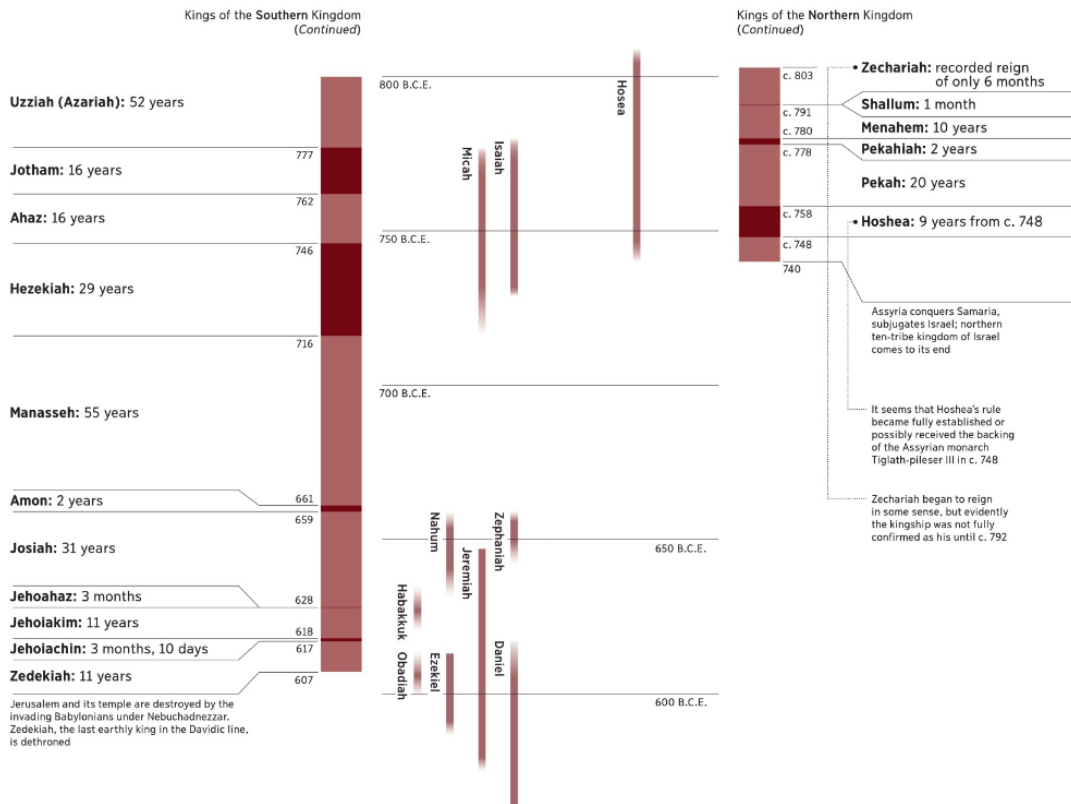 Kings of the Southern Kingdom
(Continued)
Uzziah (Azariah): 52 years
777
Jotham: 16 years
762
Ahaz: 16 years
746
Hezekiah: 29 years
716
Manasseh: 55 years
Amon: 2 years
661
659
Josiah: 31 years
Jehoahaz: 3 months
628
Jehoiakim: 11 years
618
Jehoiachin: 3 months, 10 days
617
Zedekiah: 11 years
607
Jerusalem and its temple are destroyed by the
invading Babylonians under Nebuchadnezzar.
Zedekiah, the last earthly king in the Davidic line,
is dethroned
800 B.C.E.
Hosea
Isaiah
Micah
750 B.C.E.
700 B.C.E.
Nahum
Zephaniah
650 B.C.E.
Jeremiah
Habakkuk
Daniel
Obadiah
Ezekiel
600 B.C.E.
Kings of the Northern Kingdom
(Continued)
c. 803
Zechariah: recorded reign
of only 6 months
c. 791
Shallum: 1 month
c. 780
Menahem: 10 years
c. 778
Pekahiah: 2 years
Pekah: 20 years
c. 758
Hoshea: 9 years from c. 748
c. 748
740
Assyria conquers Samaria,
subjugates Israel; northern
ten-tribe kingdom of Israel
comes to its end
It seems that Hoshea's rule
became fully established or
possibly received the backing
of the Assyrian monarch
Tiglath-pileser III in c. 748
Zechariah began to reign
in some sense, but evidently
the kingship was not fully
confirmed as his until c. 792